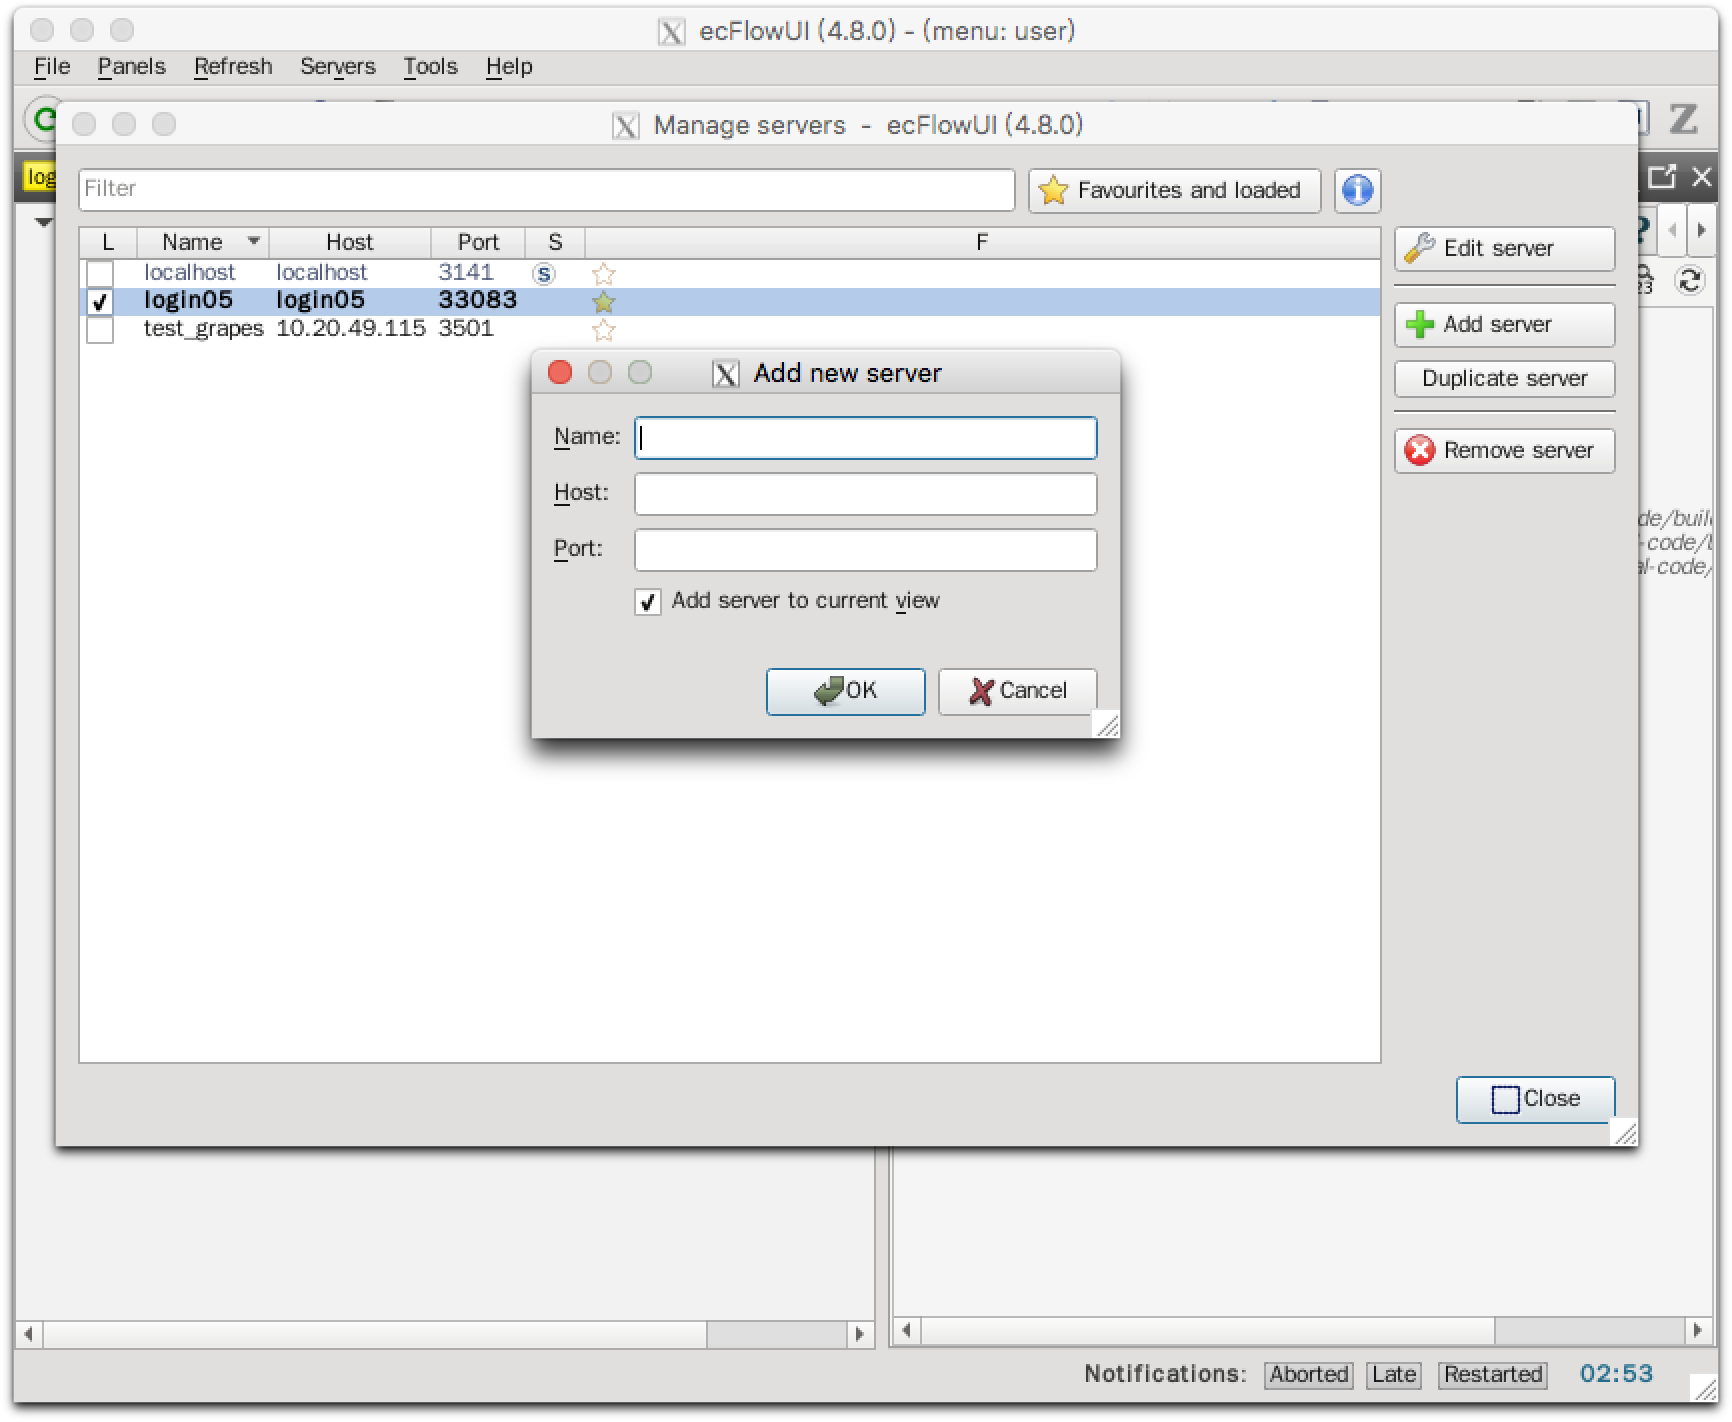 ecFlowUI (4.8.0) - (menu: user)
File Panels Refresh Servers Tools Help
Z
Manage servers - ecFlowUI (4.8.0)
log
Filter
Favourites and loaded
L Name Host Port S F
Edit server
localhost localhost 3141 S
login05 login05 33083
test_grapes 10.20.49.115 3501
Add server
Duplicate server
Remove server
Add new server
Name:
Host:
Port:
Add server to current view
OK Cancel
de/buil
-code/
al-code/
Close
Notifications: Aborted Late Restarted 02:53